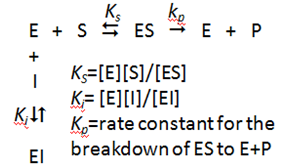 Ks kp
E + S ⇌ ES → E + P
+
I
Ki⇅
EI
Ks=[E][S]/[ES]
Ki= [E][I]/[EI]
Kp=rate constant for the
breakdown of ES to E+P